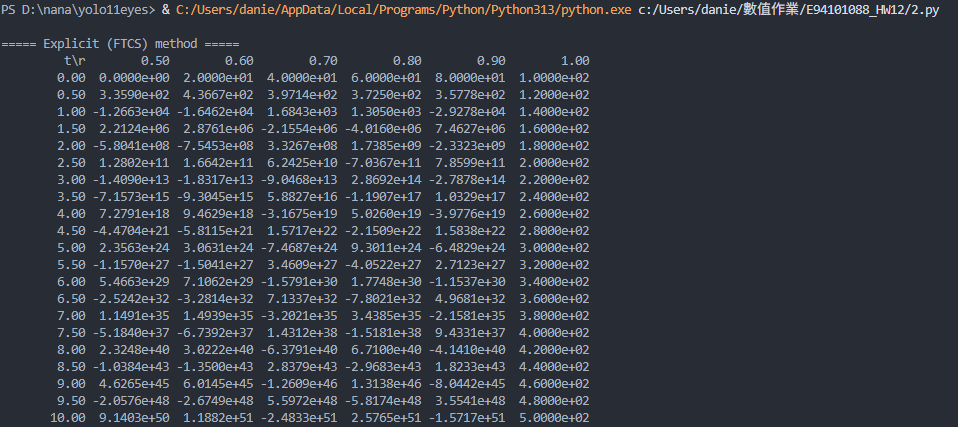 PS D:\nana\yolo11eyes> & C:/Users/danie/AppData/Local/Programs/Python/Python313/python.exe c:/Users/danie/數值作業/E94101088_HW12/2.py
===== Explicit (FTCS) method =====
t\r 0.50 0.60 0.70 0.80 0.90 1.00
0.00 0.0000e+00 2.0000e+01 4.0000e+01 6.0000e+01 8.0000e+01 1.0000e+02
0.50 3.3590e+02 4.3667e+02 3.9714e+02 3.7250e+02 3.5778e+02 1.2000e+02
1.00 -1.2663e+04 -1.6462e+04 1.6843e+03 1.3050e+03 -2.9278e+04 1.4000e+02
1.50 2.2124e+06 2.8761e+06 -2.1554e+06 -4.0160e+06 7.4627e+06 1.6000e+02
2.00 -5.8041e+08 -7.5453e+08 3.3267e+08 1.7385e+09 -2.3323e+09 1.8000e+02
2.50 1.2802e+11 1.6642e+11 6.2425e+10 -7.0367e+11 7.8599e+11 2.0000e+02
3.00 -1.4090e+13 -1.8317e+13 -9.0468e+13 2.8692e+14 -2.7878e+14 2.2000e+02
3.50 -7.1573e+15 -9.3045e+15 5.8827e+16 -1.1907e+17 1.0329e+17 2.4000e+02
4.00 7.2791e+18 9.4629e+18 -3.1675e+19 5.0260e+19 -3.9776e+19 2.6000e+02
4.50 -4.4704e+21 -5.8115e+21 1.5717e+22 -2.1509e+22 1.5838e+22 2.8000e+02
5.00 2.3563e+24 3.0631e+24 -7.4687e+24 9.3011e+24 -6.4829e+24 3.0000e+02
5.50 -1.1570e+27 -1.5041e+27 3.4609e+27 -4.0522e+27 2.7123e+27 3.2000e+02
6.00 5.4663e+29 7.1062e+29 -1.5791e+30 1.7748e+30 -1.1537e+30 3.4000e+02
6.50 -2.5242e+32 -3.2814e+32 7.1337e+32 -7.8021e+32 4.9681e+32 3.6000e+02
7.00 1.1491e+35 1.4939e+35 -3.2021e+35 3.4385e+35 -2.1581e+35 3.8000e+02
7.50 -5.1840e+37 -6.7392e+37 1.4312e+38 -1.5181e+38 9.4331e+37 4.0000e+02
8.00 2.3248e+40 3.0222e+40 -6.3791e+40 6.7100e+40 -4.1410e+40 4.2000e+02
8.50 -1.0384e+43 -1.3500e+43 2.8379e+43 -2.9683e+43 1.8233e+43 4.4000e+02
9.00 4.6265e+45 6.0145e+45 -1.2609e+46 1.3138e+46 -8.0442e+45 4.6000e+02
9.50 -2.0576e+48 -2.6749e+48 5.5972e+48 -5.8174e+48 3.5541e+48 4.8000e+02
10.00 9.1403e+50 1.1882e+51 -2.4833e+51 2.5765e+51 -1.5717e+51 5.0000e+02